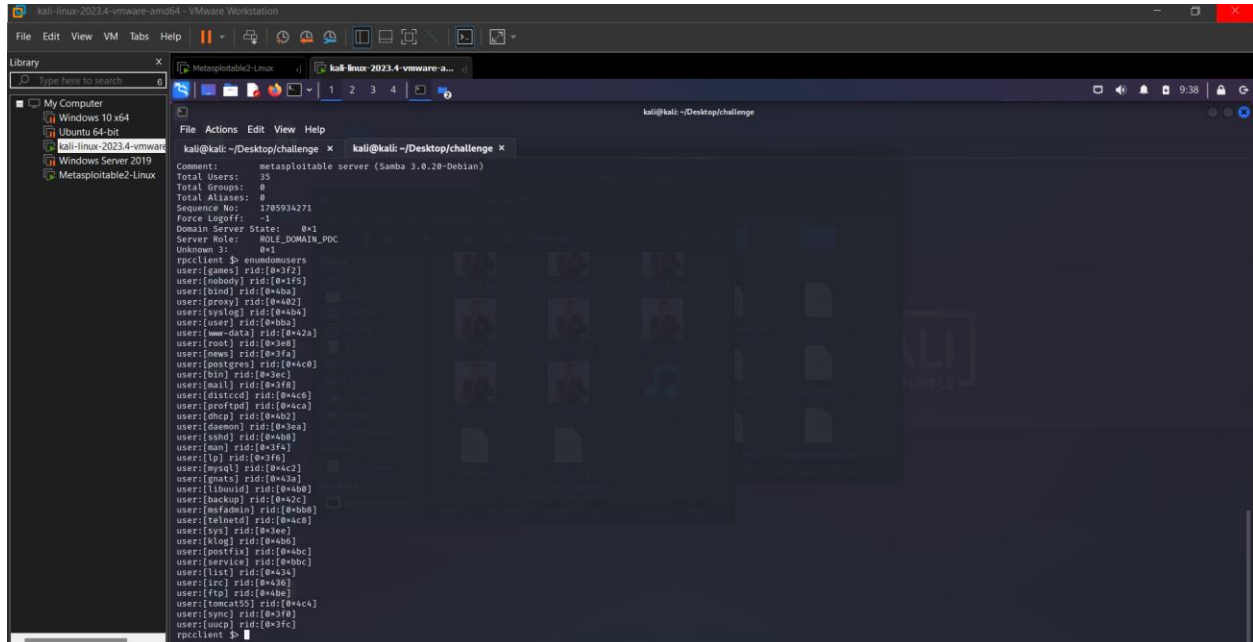 kali-linux-2023.4-vmware-amd64 - VMware Workstation
File Edit View VM Tabs Help
Library
Type here to search
My Computer
Windows 10 x64
Ubuntu 64-bit
kali-linux-2023.4-vmware
Windows Server 2019
Metasploitable2-Linux
Metasploitable2-Linux
kali-linux-2023.4-vmware-a...
1 2 3 4
9:38
kali@kali: ~/Desktop/challenge
File Actions Edit View Help
kali@kali: ~/Desktop/challenge ×
kali@kali: ~/Desktop/challenge ×
Comment: metasploitable server (Samba 3.0.20-Debian)
Total Users: 35
Total Groups: 0
Total Aliases: 0
Sequence No: 1705934271
Force Logoff: -1
Domain Server State: 0×1
Server Role: ROLE_DOMAIN_PDC
Unknown 3: 0×1
rpcclient $> enumdomusers
user:[games] rid:[0×3f2]
user:[nobody] rid:[0×1f5]
user:[bind] rid:[0×4ba]
user:[proxy] rid:[0×402]
user:[syslog] rid:[0×4b4]
user:[user] rid:[0×bba]
user:[www-data] rid:[0×42a]
user:[root] rid:[0×3e8]
user:[news] rid:[0×3fa]
user:[postgres] rid:[0×4c0]
user:[bin] rid:[0×3ec]
user:[mail] rid:[0×3f8]
user:[distccd] rid:[0×4c6]
user:[proftpd] rid:[0×4ca]
user:[dhcp] rid:[0×4b2]
user:[daemon] rid:[0×3ea]
user:[sshd] rid:[0×4b8]
user:[man] rid:[0×3f4]
user:[lp] rid:[0×3f6]
user:[mysql] rid:[0×4c2]
user:[gnats] rid:[0×43a]
user:[libuuid] rid:[0×4b0]
user:[backup] rid:[0×42c]
user:[msfadmin] rid:[0×bb8]
user:[telnetd] rid:[0×4c8]
user:[sys] rid:[0×3ee]
user:[klog] rid:[0×4b6]
user:[postfix] rid:[0×4bc]
user:[service] rid:[0×bbc]
user:[list] rid:[0×434]
user:[irc] rid:[0×436]
user:[ftp] rid:[0×4be]
user:[tomcat55] rid:[0×4c4]
user:[sync] rid:[0×3f0]
user:[uucp] rid:[0×3fc]
rpcclient $>